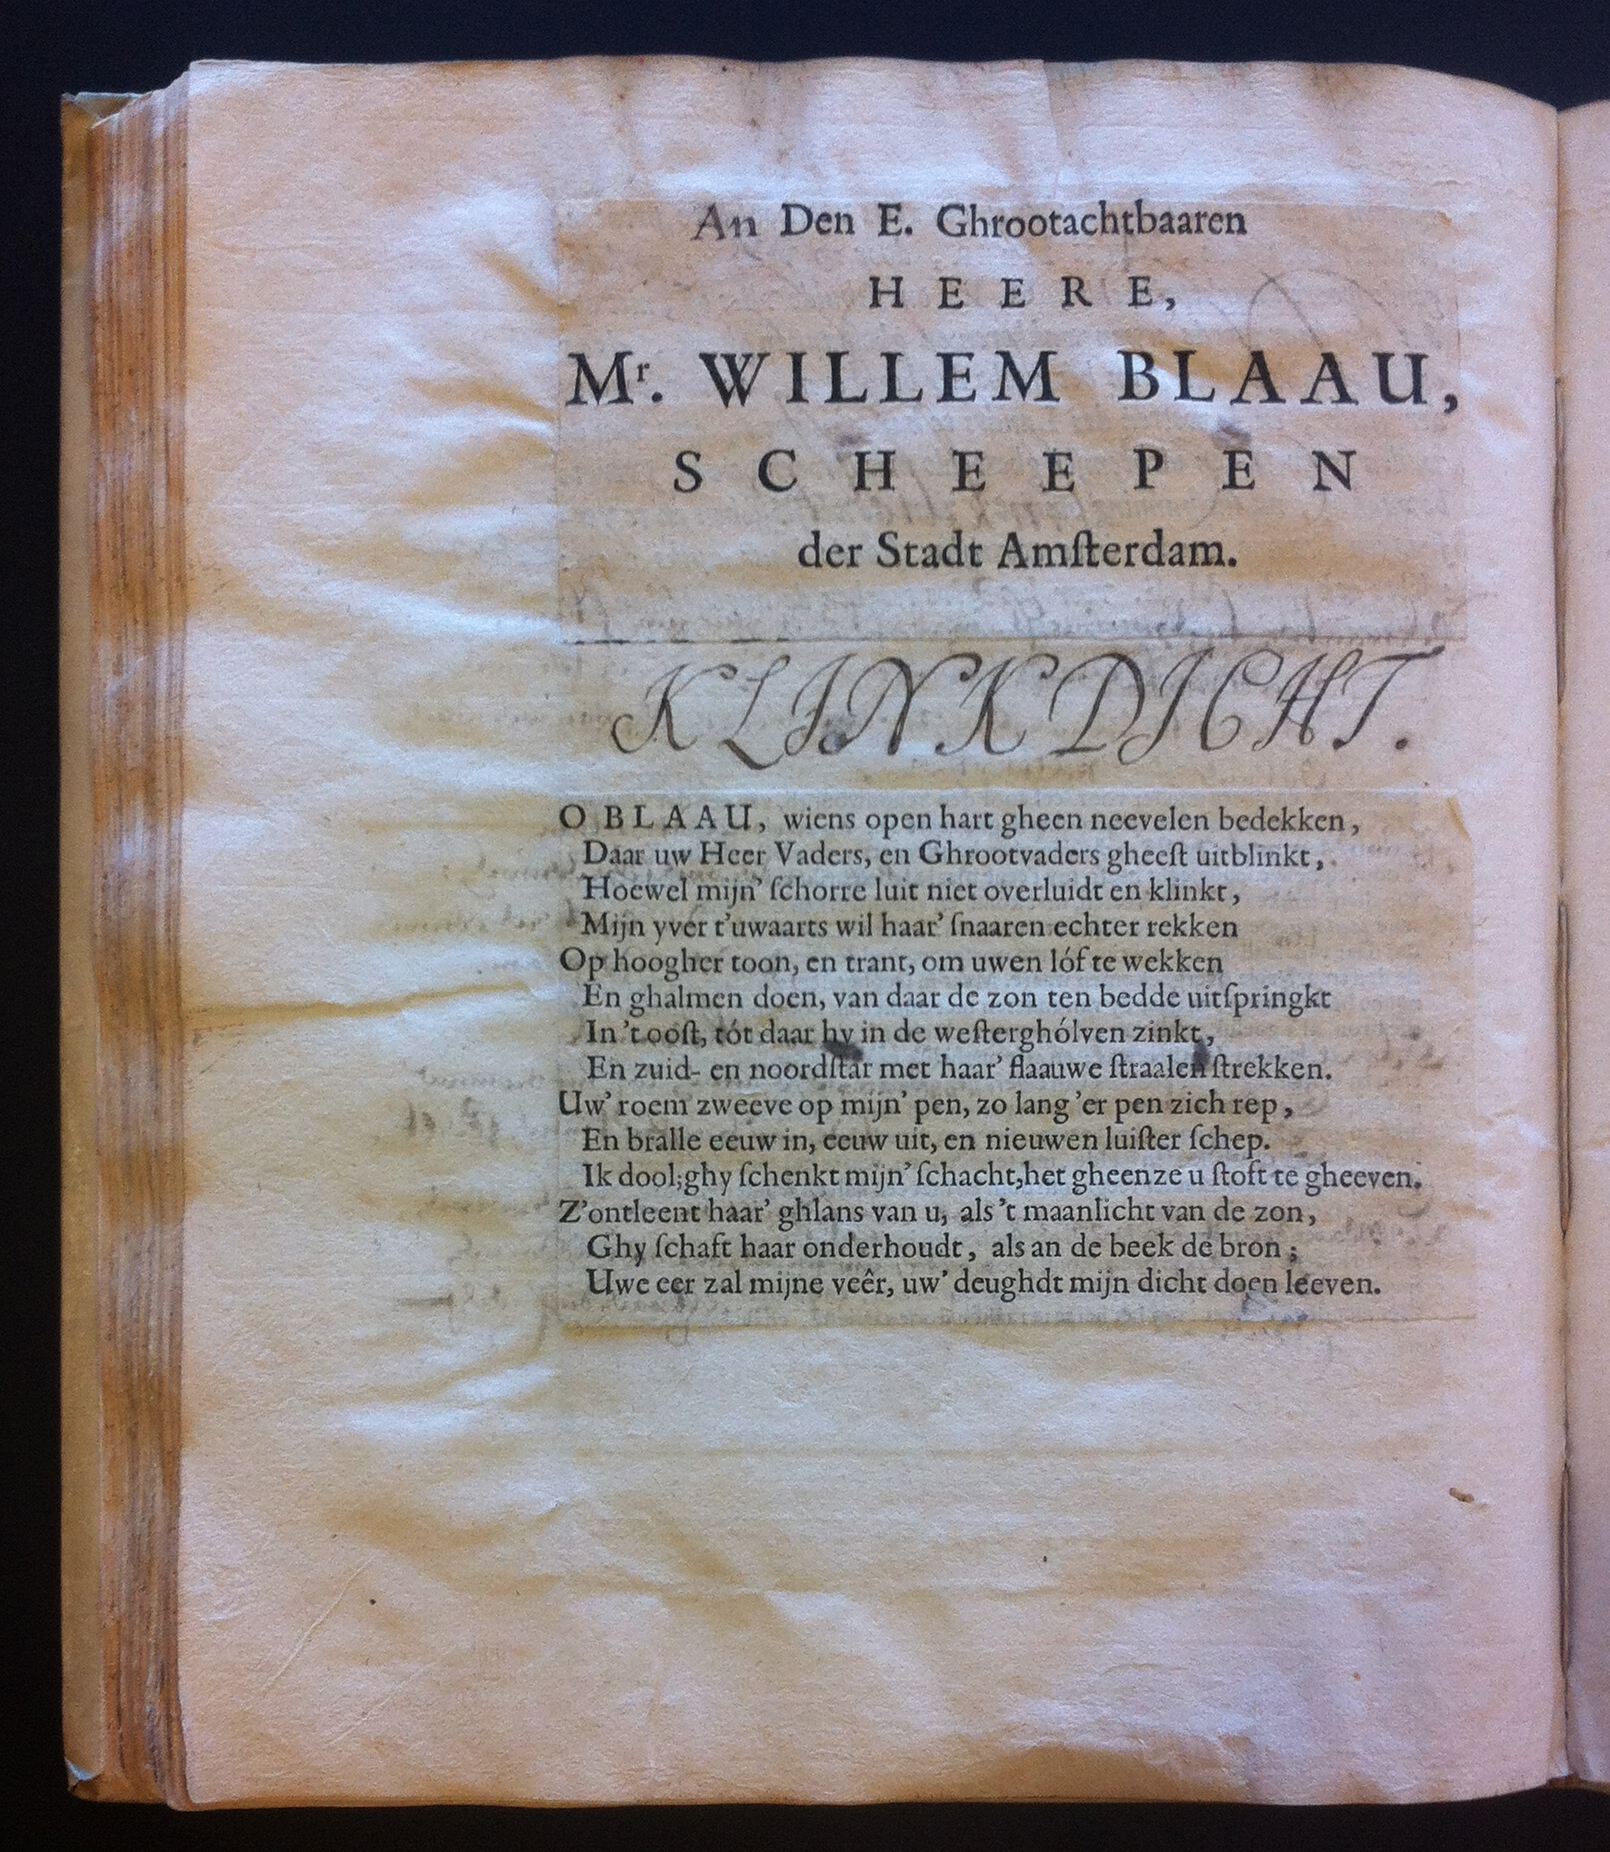 An Den E. Ghrootachtbaaren
HEERE,
Mr. WILLEM BLAAU,
SCHEEPEN
der Stadt Amſterdam.
KLINKDICHT.
O BLAAU, wiens open hart gheen neevelen bedekken,
Daar uw Heer Vaders, en Ghrootvaders gheeſt uitblinkt,
Hoewel mijn' ſchorre luit niet overluidt en klinkt,
Mijn yver t'uwaarts wil haar' ſnaaren echter rekken
Op hoogher toon, en trant, om uwen lóf te wekken
En ghalmen doen, van daar de zon ten bedde uitſpringkt
In 't ooſt, tót daar hy in de weſterghólven zinkt,
En zuid- en noordſtar met haar' flaauwe ſtraalen ſtrekken.
Uw' roem zweeve op mijn' pen, zo lang 'er pen zich rep,
En bralle eeuw in, eeuw uit, en nieuwen luiſter ſchep.
Ik dool; ghy ſchenkt mijn' ſchacht, het gheenze u ſtoft te gheeven.
Z'ontleent haar' ghlans van u, als 't maanlicht van de zon,
Ghy ſchaft haar onderhoudt, als an de beek de bron;
Uwe eer zal mijne veêr, uw' deughdt mijn dicht doen leeven.